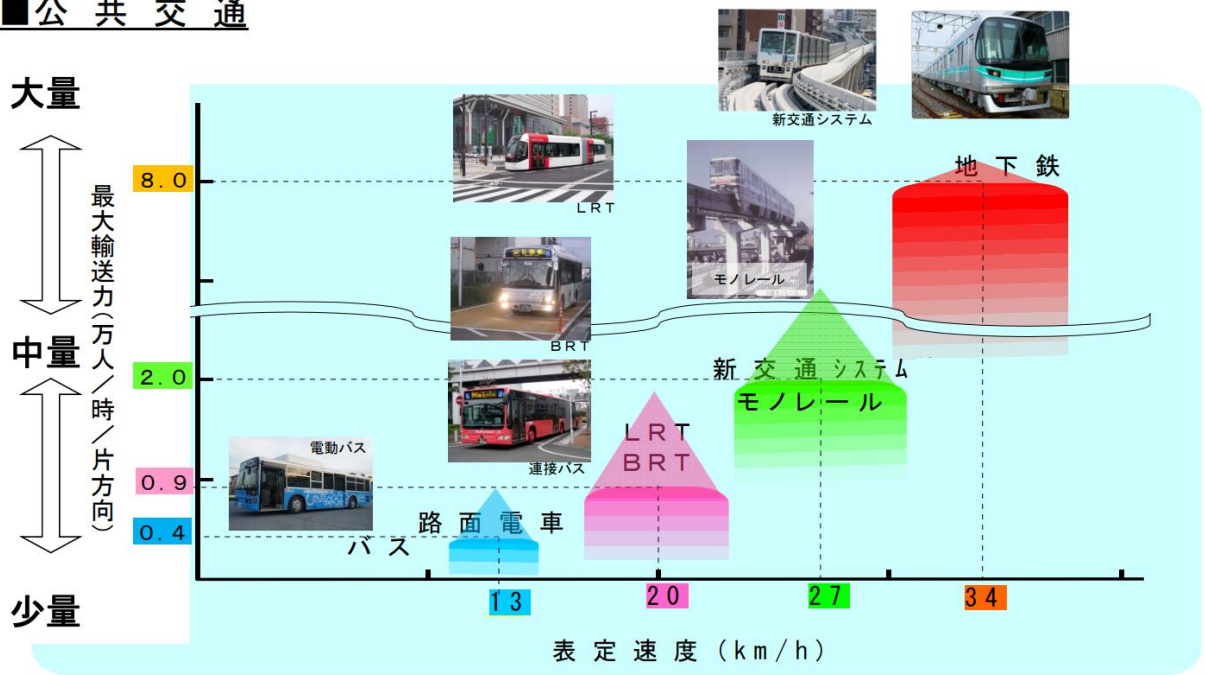 ■公共交通
大量
中量
少量
最大輸送力(万人/時/片方向)
8.0
2.0
0.9
0.4
新交通システム
LRT
モノレール
BRT
連接バス
電動バス
地下鉄
新交通システム
モノレール
LRT
BRT
路面電車
バス
13
20
27
34
表定速度(km/h)